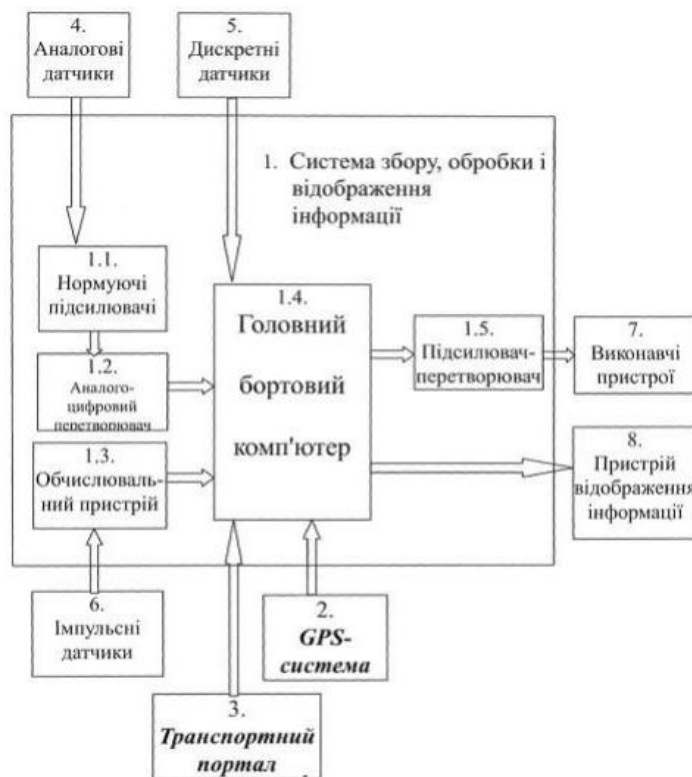 4.
Аналогові
датчики
5.
Дискретні
датчики
1. Система збору, обробки і
відображення
інформації
1.1.
Нормуючі
підсилювачі
1.2.
Аналого-
цифровий
перетворювач
1.3.
Обчислюваль-
ний пристрій
1.4.
Головний
бортовий
комп'ютер
1.5.
Підсилювач-
перетворювач
7.
Виконавчі
пристрої
8.
Пристрій
відображення
інформації
6.
Імпульсні
датчики
2.
GPS-
система
3.
Транспортний
портал